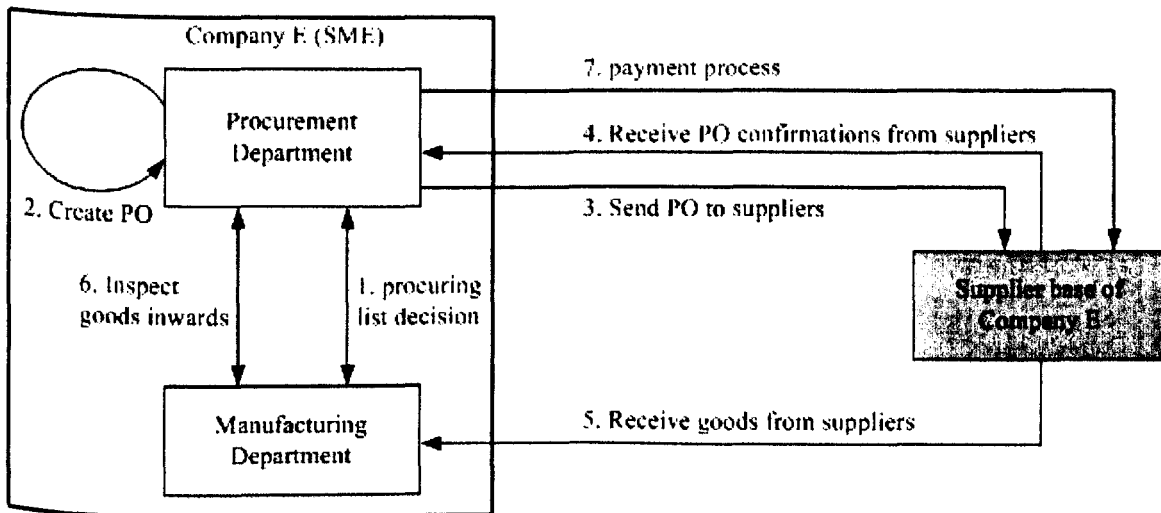 Company E (SME)
7. payment process
Procurement
Department
4. Receive PO confirmations from suppliers
2. Create PO
3. Send PO to suppliers
6. Inspect
goods inwards
1. procuring
list decision
Supplier base of
Company E
Manufacturing
Department
5. Receive goods from suppliers